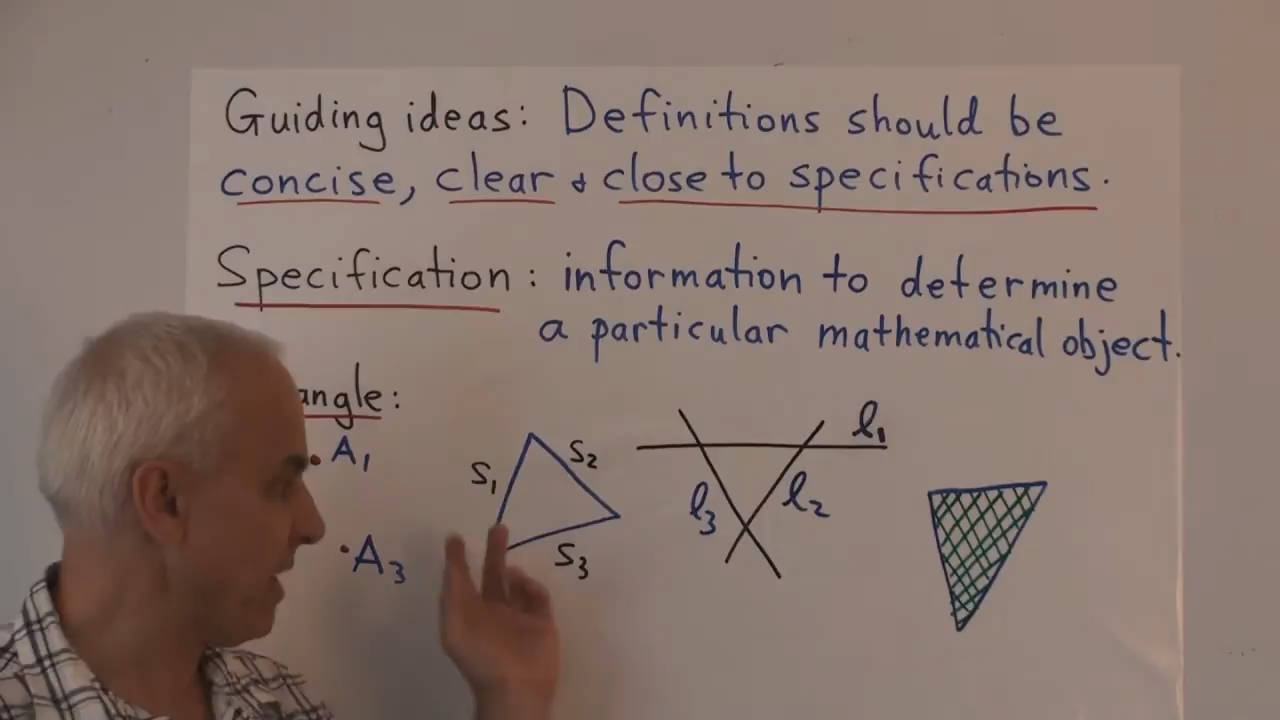 Guiding ideas: Definitions should be
concise, clear & close to specifications.
Specification: information to determine
a particular mathematical object.
angle:
A1
A3
S1
S2
S3
l1
l2
l3